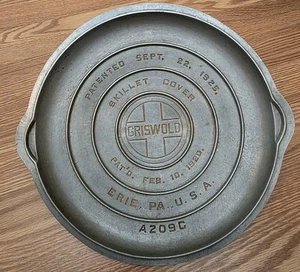 PATENTED SEPT. 22, 1925.
SKILLET COVER
GRISWOLD
PAT'D. FEB. 10, 1920.
ERIE, PA., U.S.A.
A209C